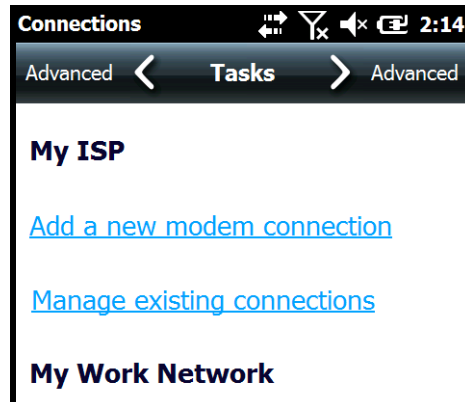 Connections 2:14
Advanced Tasks Advanced
My ISP
Add a new modem connection
Manage existing connections
My Work Network